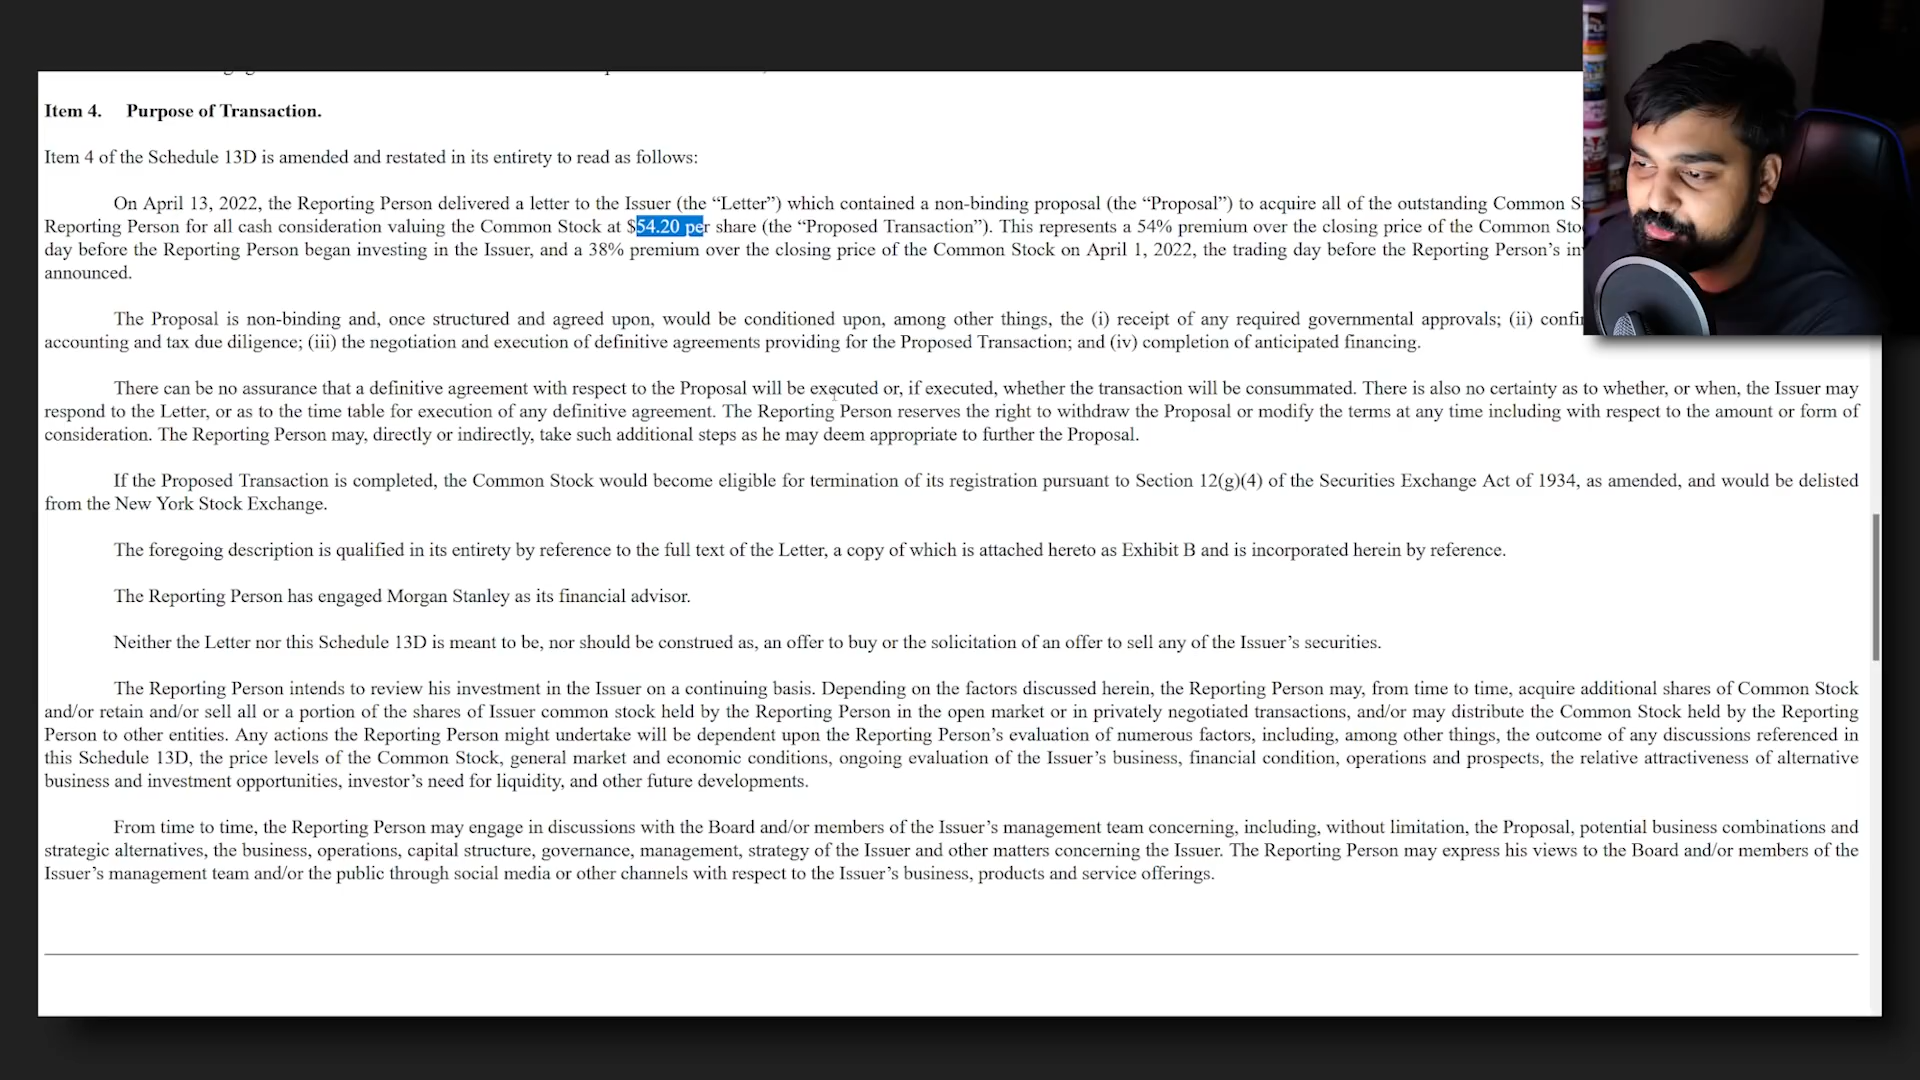 Item 4. Purpose of Transaction.
Item 4 of the Schedule 13D is amended and restated in its entirety to read as follows:
On April 13, 2022, the Reporting Person delivered a letter to the Issuer (the “Letter”) which contained a non-binding proposal (the “Proposal”) to acquire all of the outstanding Common
Reporting Person for all cash consideration valuing the Common Stock at $54.20 per share (the “Proposed Transaction”). This represents a 54% premium over the closing price of the Common
day before the Reporting Person began investing in the Issuer, and a 38% premium over the closing price of the Common Stock on April 1, 2022, the trading day before the Reporting Person’s
announced.
The Proposal is non-binding and, once structured and agreed upon, would be conditioned upon, among other things, the (i) receipt of any required governmental approvals; (ii)
accounting and tax due diligence; (iii) the negotiation and execution of definitive agreements providing for the Proposed Transaction; and (iv) completion of anticipated financing.
There can be no assurance that a definitive agreement with respect to the Proposal will be executed or, if executed, whether the transaction will be consummated. There is also no certainty as to whether, or when, the Issuer may
respond to the Letter, or as to the time table for execution of any definitive agreement. The Reporting Person reserves the right to withdraw the Proposal or modify the terms at any time including with respect to the amount or form of
consideration. The Reporting Person may, directly or indirectly, take such additional steps as he may deem appropriate to further the Proposal.
If the Proposed Transaction is completed, the Common Stock would become eligible for termination of its registration pursuant to Section 12(g)(4) of the Securities Exchange Act of 1934, as amended, and would be delisted
from the New York Stock Exchange.
The foregoing description is qualified in its entirety by reference to the full text of the Letter, a copy of which is attached hereto as Exhibit B and is incorporated herein by reference.
The Reporting Person has engaged Morgan Stanley as its financial advisor.
Neither the Letter nor this Schedule 13D is meant to be, nor should be construed as, an offer to buy or the solicitation of an offer to sell any of the Issuer’s securities.
The Reporting Person intends to review his investment in the Issuer on a continuing basis. Depending on the factors discussed herein, the Reporting Person may, from time to time, acquire additional shares of Common Stock
and/or retain and/or sell all or a portion of the shares of Issuer common stock held by the Reporting Person in the open market or in privately negotiated transactions, and/or may distribute the Common Stock held by the Reporting
Person to other entities. Any actions the Reporting Person might undertake will be dependent upon the Reporting Person’s evaluation of numerous factors, including, among other things, the outcome of any discussions referenced in
this Schedule 13D, the price levels of the Common Stock, general market and economic conditions, ongoing evaluation of the Issuer’s business, financial condition, operations and prospects, the relative attractiveness of alternative
business and investment opportunities, investor’s need for liquidity, and other future developments.
From time to time, the Reporting Person may engage in discussions with the Board and/or members of the Issuer’s management team concerning, including, without limitation, the Proposal, potential business combinations and
strategic alternatives, the business, operations, capital structure, governance, management, strategy of the Issuer and other matters concerning the Issuer. The Reporting Person may express his views to the Board and/or members of the
Issuer’s management team and/or the public through social media or other channels with respect to the Issuer’s business, products and service offerings.